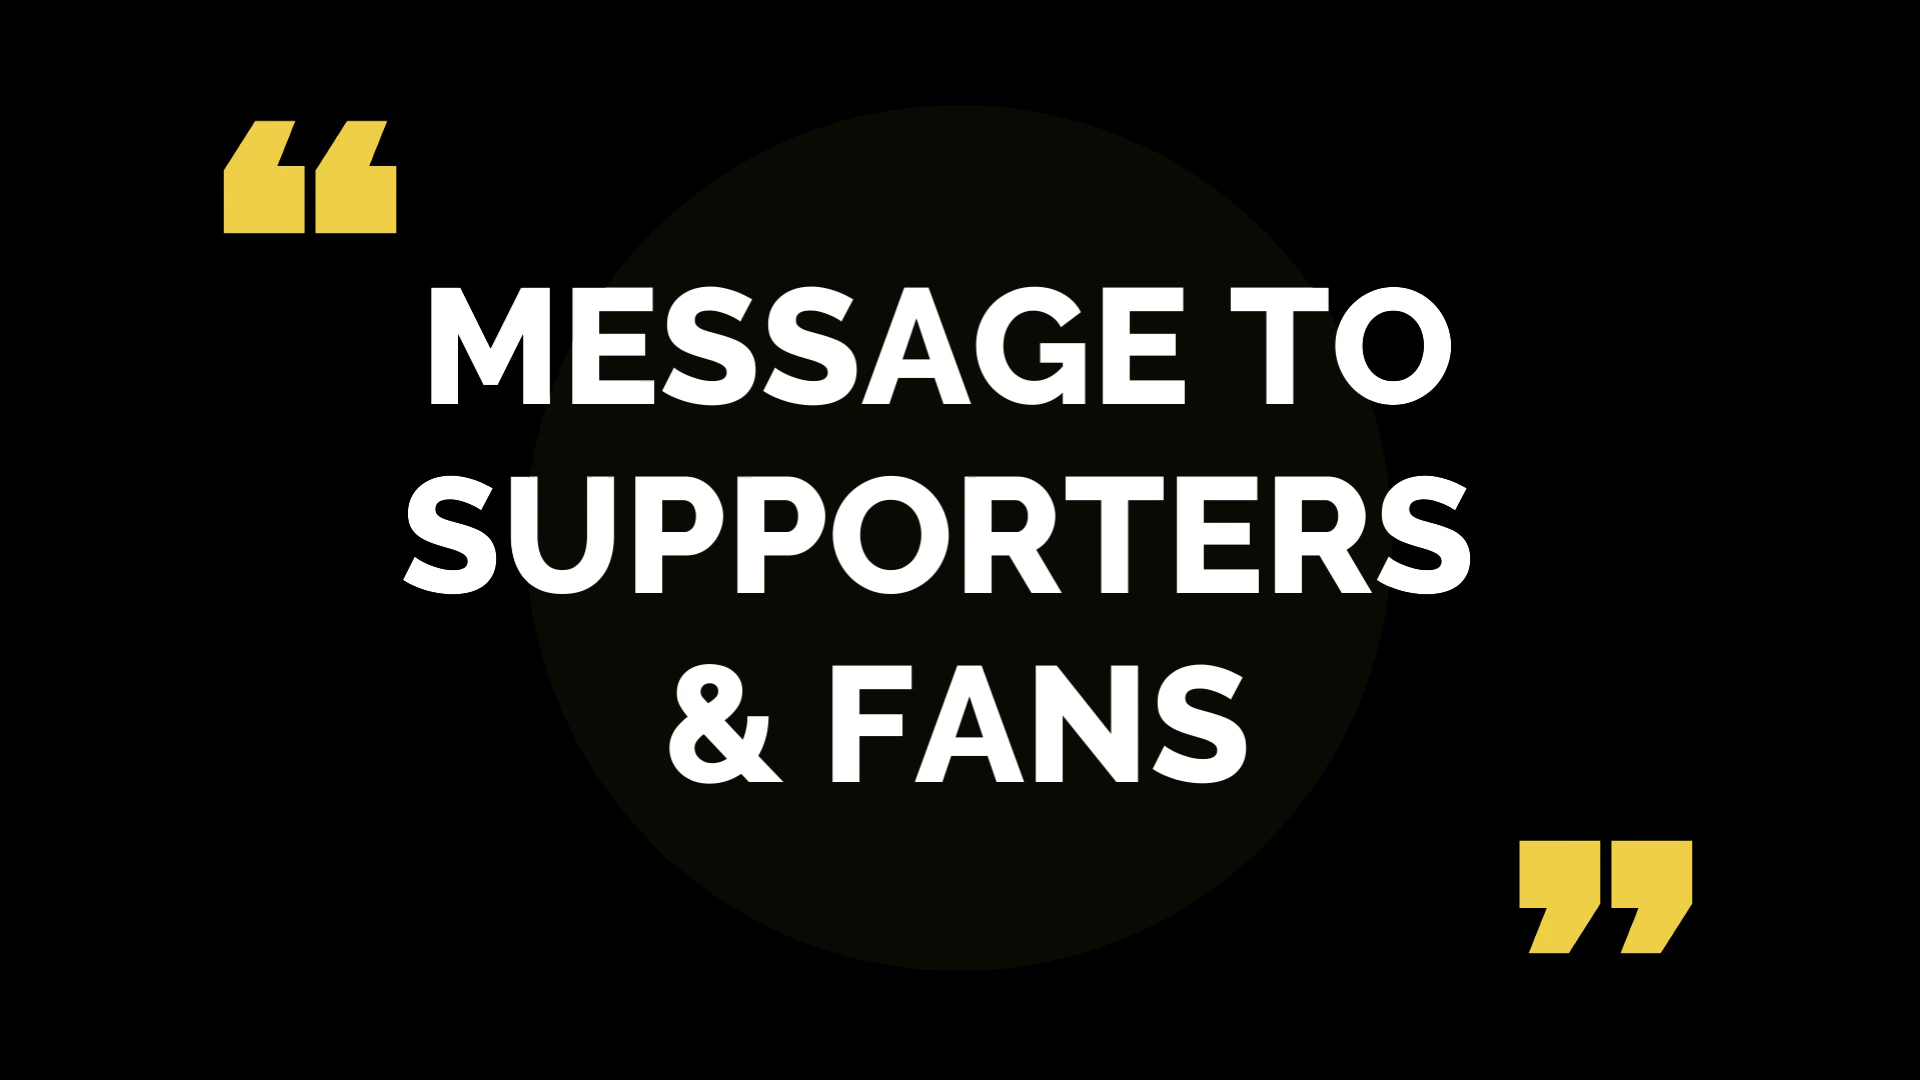 “
MESSAGE TO
SUPPORTERS
& FANS
”